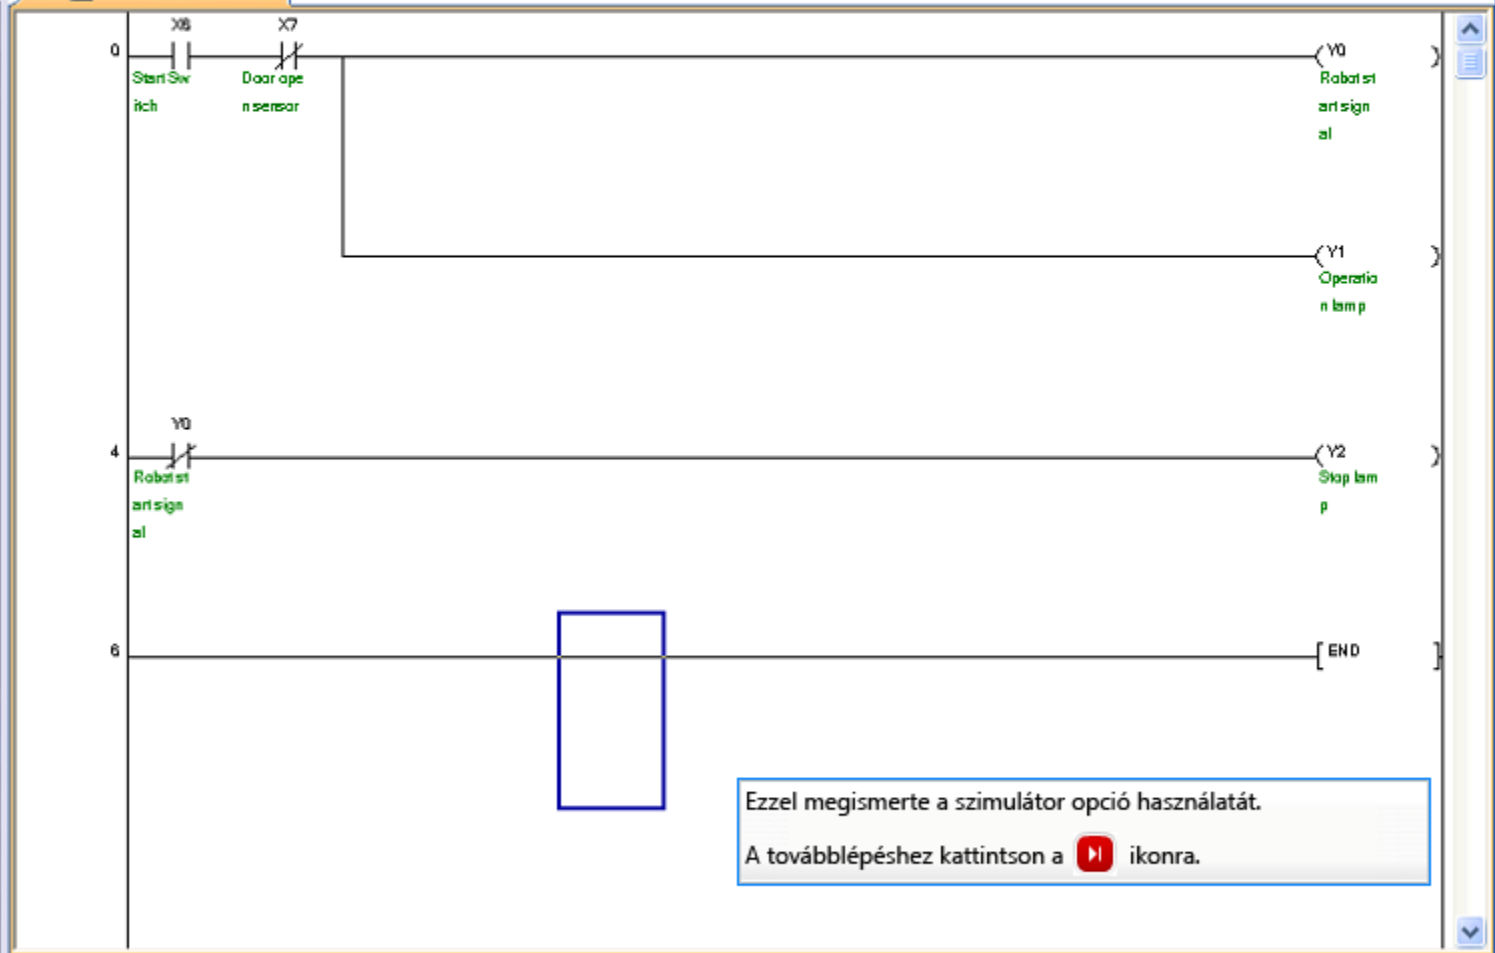 X6 X7
0 Y0
Start Sw Door ope Robot st
itch n sensor art sign
al
Y1
Operatio
n lamp
Y0
4 Y2
Robot st Stop lam
art sign p
al
6 END
Ezzel megismerte a szimulátor opció használatát.
A továbblépéshez kattintson a ikonra.